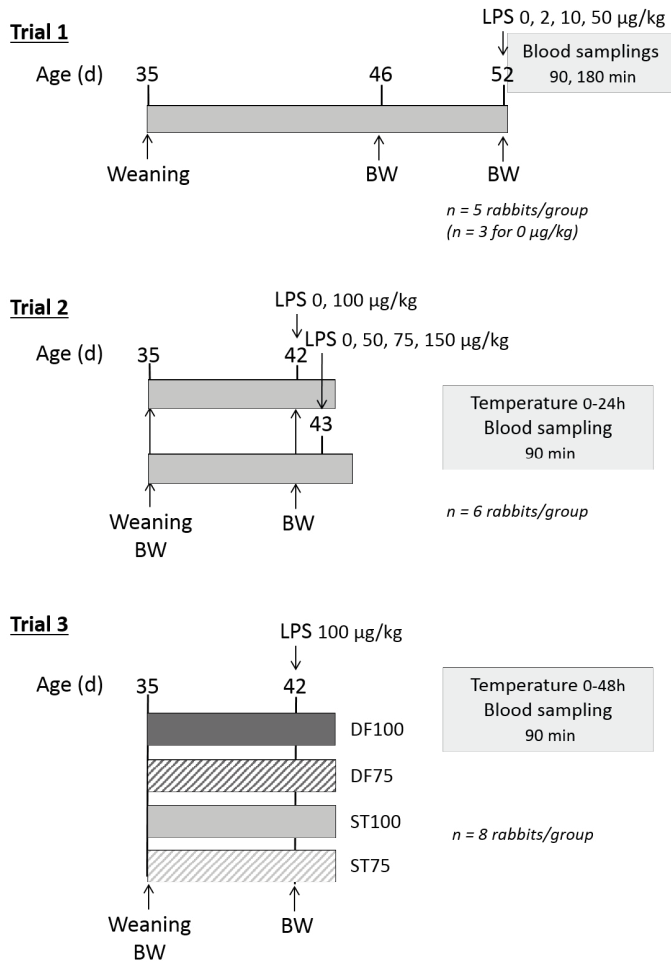 LPS 0, 2, 10, 50 µg/kg
Trial 1
Blood samplings
90, 180 min
Age (d) 35 46 52
Weaning BW BW
n = 5 rabbits/group
(n = 3 for 0 µg/kg)
LPS 0, 100 µg/kg
Trial 2
LPS 0, 50, 75, 150 µg/kg
Age (d) 35 42
Temperature 0-24h
Blood sampling
90 min
43
n = 6 rabbits/group
Weaning BW
BW
Trial 3
LPS 100 µg/kg
Age (d) 35 42
Temperature 0-48h
Blood sampling
90 min
DF100
DF75
ST100
n = 8 rabbits/group
ST75
Weaning BW
BW